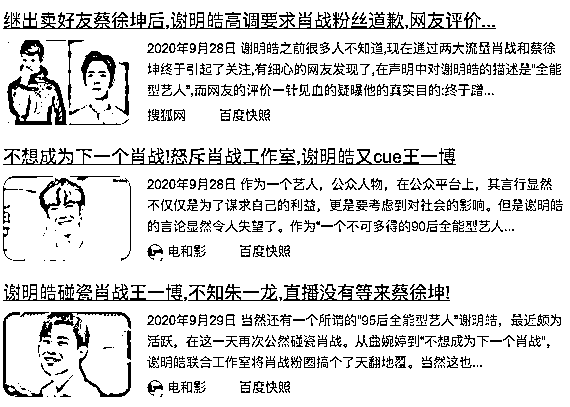 继出卖好友蔡徐坤后,谢明皓高调要求肖战粉丝道歉,网友评价...
2020年9月28日 谢明皓之前很多人不知道,现在通过两大流量肖战和蔡徐
坤终于引起了关注,有细心的网友发现了,在声明中对谢明皓的描述是"全能
型艺人",而网友的评价一针见血的疑曝他的真实目的:终于蹭...
搜狐网 百度快照
不想成为下一个肖战!怒斥肖战工作室,谢明皓又cue王一博
2020年9月28日 作为一个艺人，公众人物，在公众平台上，其言行显然
不仅仅是为了谋求自己的利益，更是要考虑到对社会的影响。但是谢明皓
的言论显然令人失望了。作为"一个不可多得的90后全能型艺人...
电和影 百度快照
谢明皓碰瓷肖战王一博,不知朱一龙,直播没有等来蔡徐坤!
2020年9月29日 当然还有一个所谓的"95后全能型艺人"谢明皓，最近颇为
活跃，在这一天再次公然碰瓷肖战。从曲婉婷到"不想成为下一个肖战"，
谢明皓联合工作室将肖战粉圈搞个了天翻地覆。当然这也...
电和影 百度快照